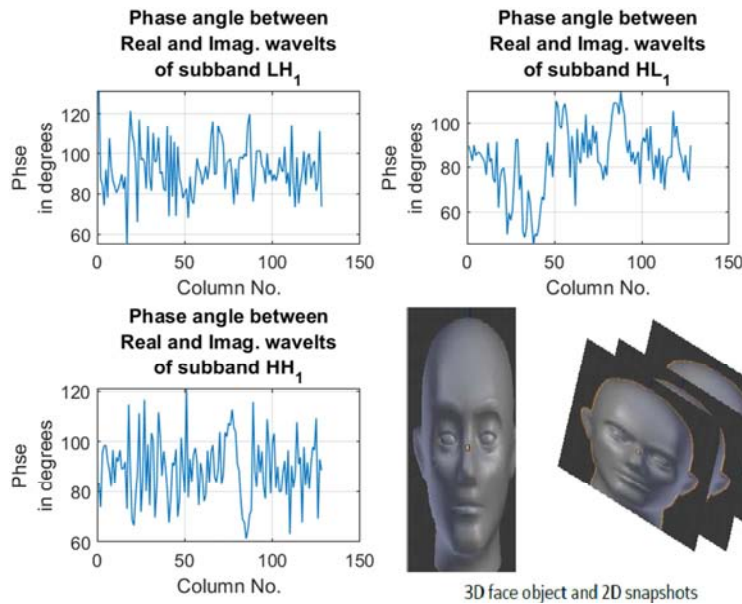 Phase angle between
Real and Imag. wavelts
of subband LH1
Phse
in degrees
120
100
80
60
0
50
100
150
Column No.
Phase angle between
Real and Imag. wavelts
of subband HL1
Phse
in degrees
100
80
60
0
50
100
150
Column No.
Phase angle between
Real and Imag. wavelts
of subband HH1
Phse
in degrees
120
100
80
60
0
50
100
150
Column No.
3D face object and 2D snapshots